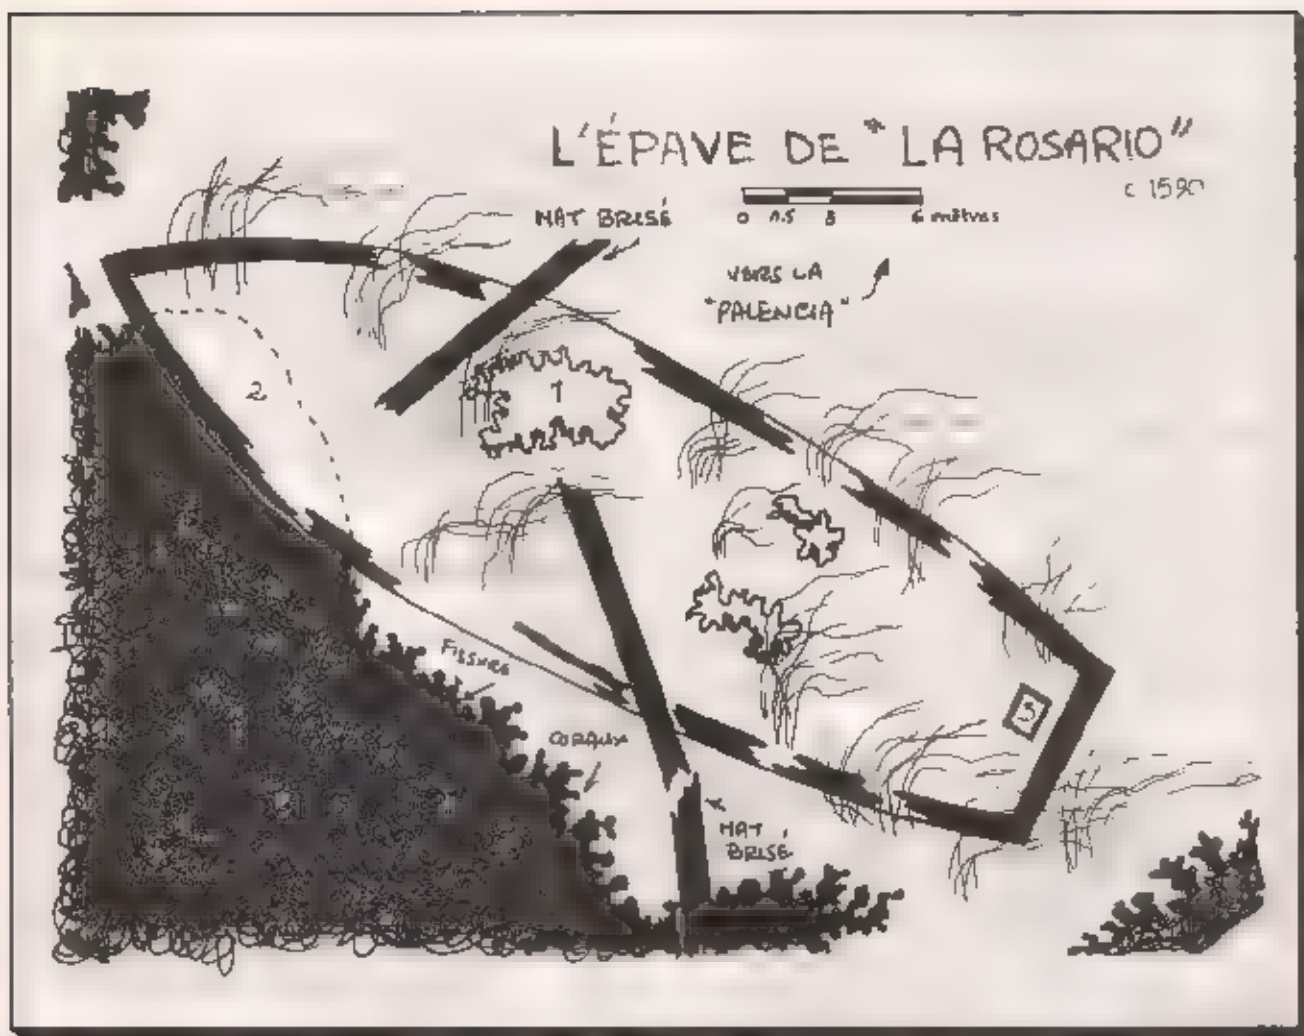 L'ÉPAVE DE "LA ROSARIO"
c 1590
0 1.5 3 6 mètres
MAT BRISÉ
VERS LA
"PALENCIA"
1
2
FISSURE
3
CORAUX
MAT
BRISÉ